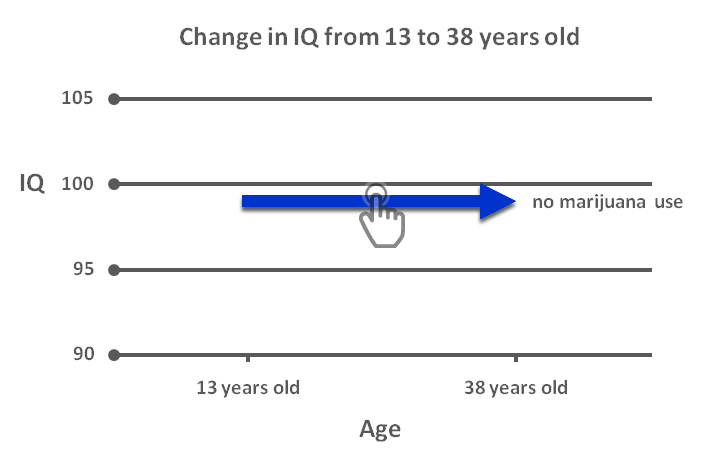 Change in IQ from 13 to 38 years old
105
IQ 100
no marijuana use
95
90
13 years old 38 years old
Age